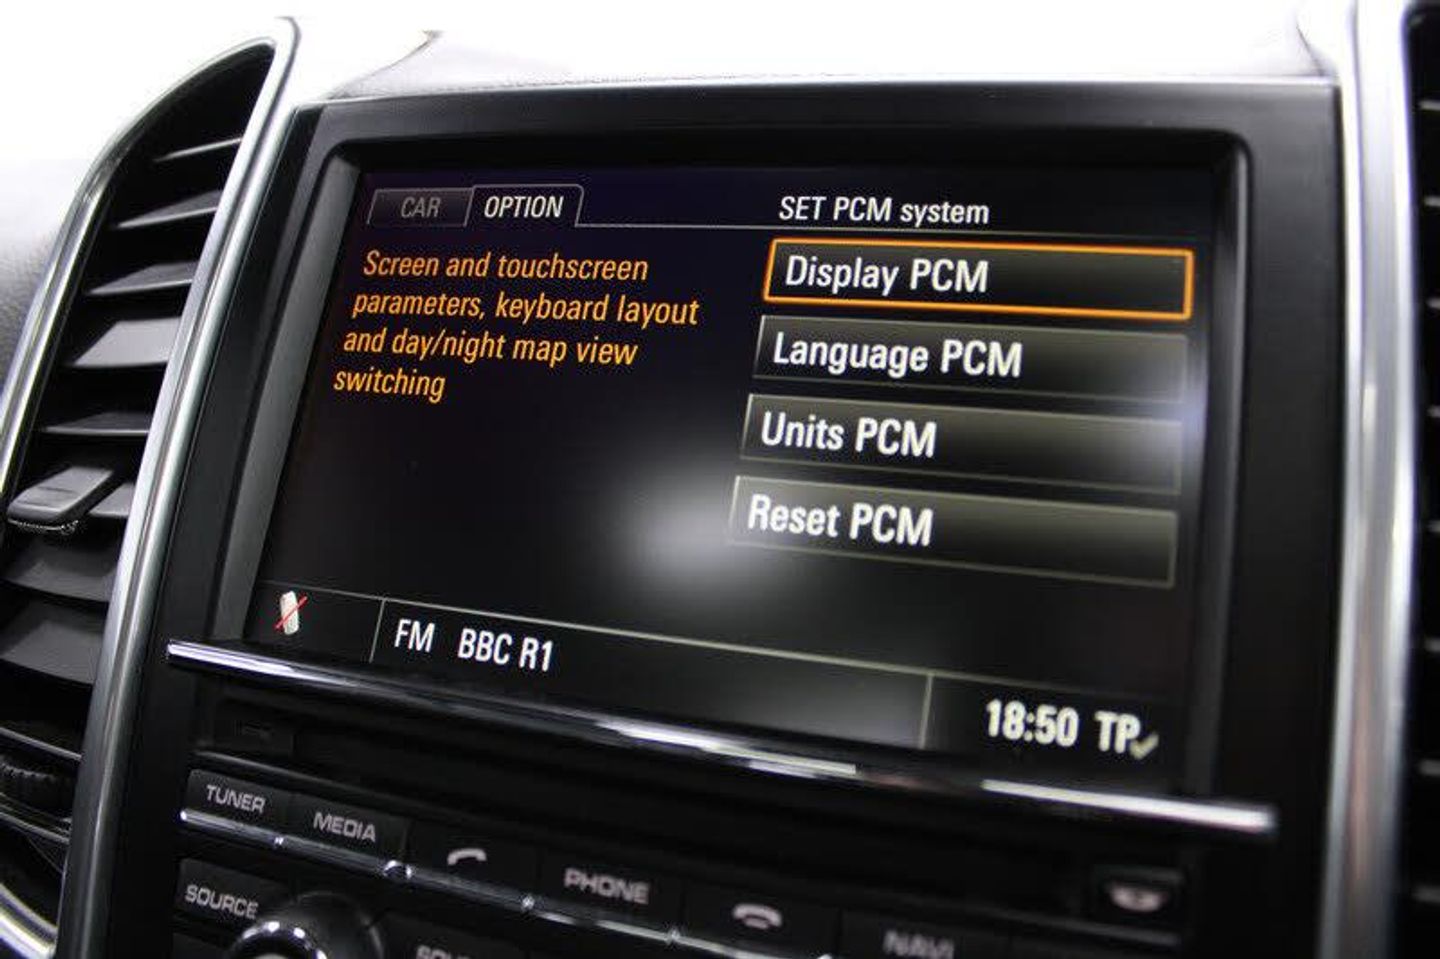 CAR
OPTION
SET PCM system
Screen and touchscreen
parameters, keyboard layout
and day/night map view
switching
Display PCM
Language PCM
Units PCM
Reset PCM
FM BBC R1
18:50 TP
TUNER
MEDIA
PHONE
SOURCE
NAVI